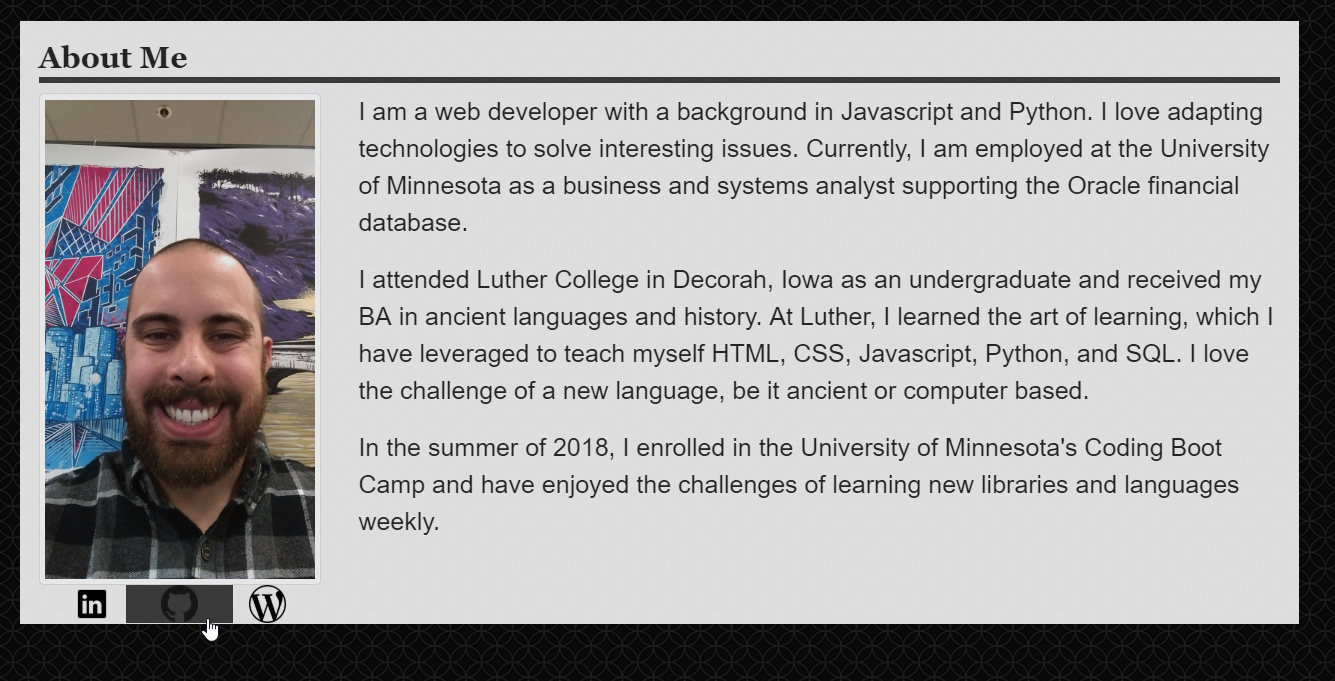 About Me
I am a web developer with a background in Javascript and Python. I love adapting
technologies to solve interesting issues. Currently, I am employed at the University
of Minnesota as a business and systems analyst supporting the Oracle financial
database.
I attended Luther College in Decorah, Iowa as an undergraduate and received my
BA in ancient languages and history. At Luther, I learned the art of learning, which I
have leveraged to teach myself HTML, CSS, Javascript, Python, and SQL. I love
the challenge of a new language, be it ancient or computer based.
In the summer of 2018, I enrolled in the University of Minnesota's Coding Boot
Camp and have enjoyed the challenges of learning new libraries and languages
weekly.
in
W